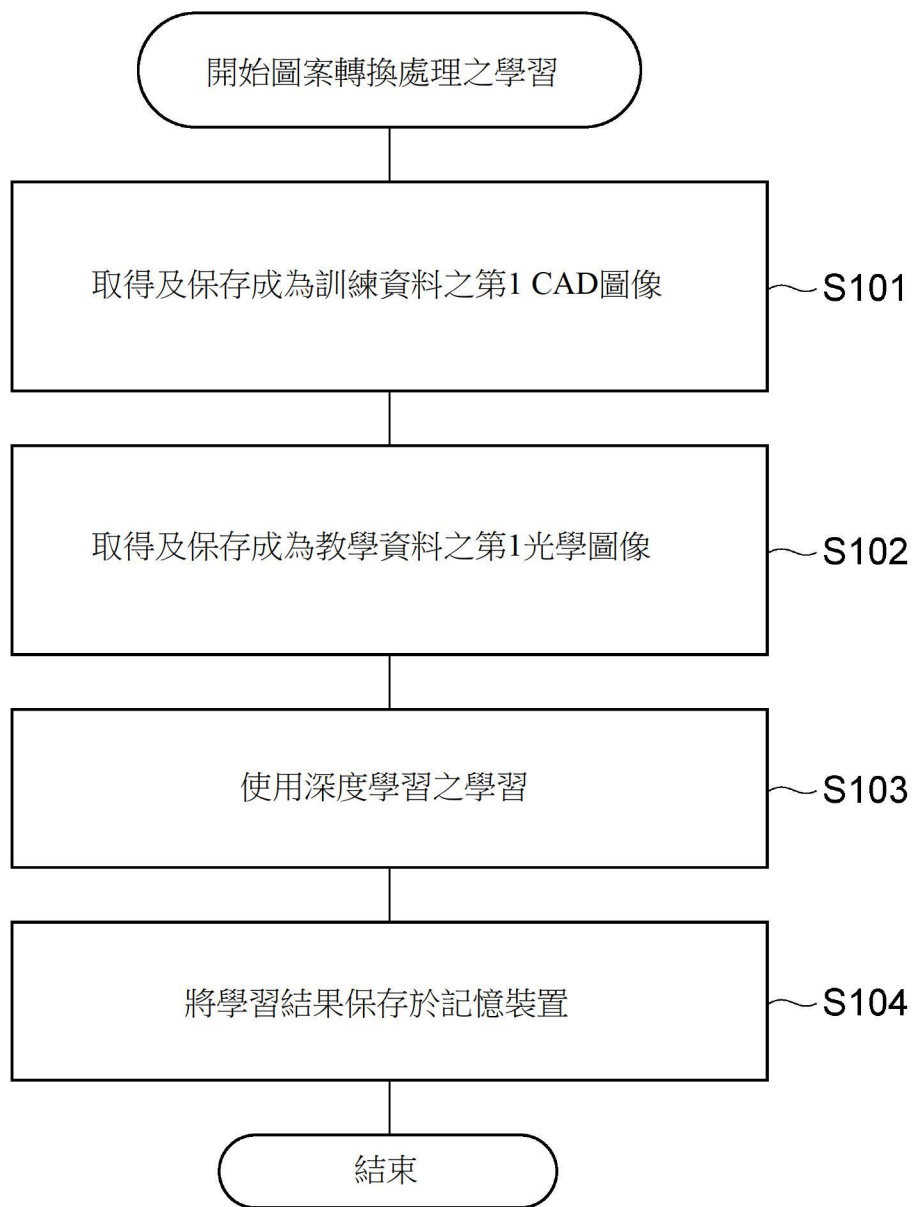 開始圖案轉換處理之學習
取得及保存成為訓練資料之第1 CAD圖像
S101
取得及保存成為教學資料之第1光學圖像
S102
使用深度學習之學習
S103
將學習結果保存於記憶裝置
S104
結束